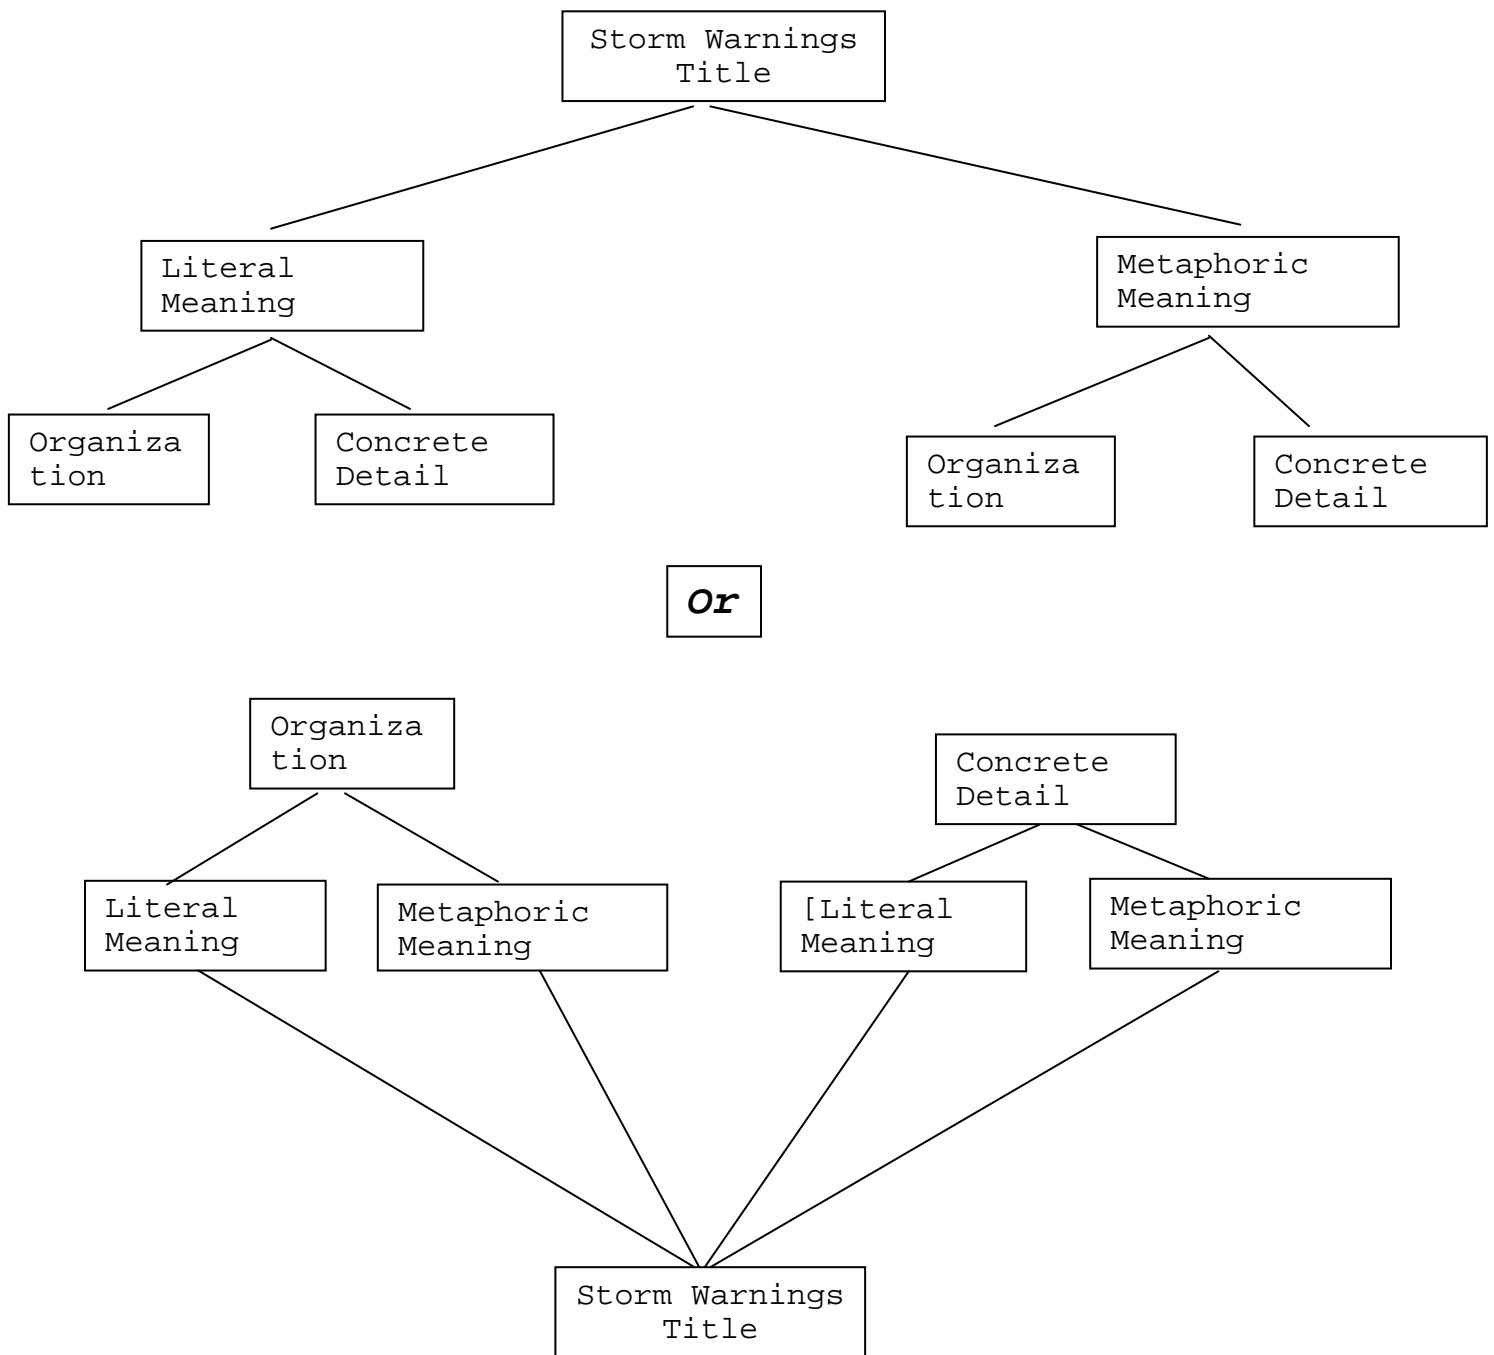 Storm Warnings
Title
Literal
Meaning
Metaphoric
Meaning
Organiza
tion
Concrete
Detail
Organiza
tion
Concrete
Detail
Or
Organiza
tion
Concrete
Detail
Literal
Meaning
Metaphoric
Meaning
[Literal
Meaning
Metaphoric
Meaning
Storm Warnings
Title